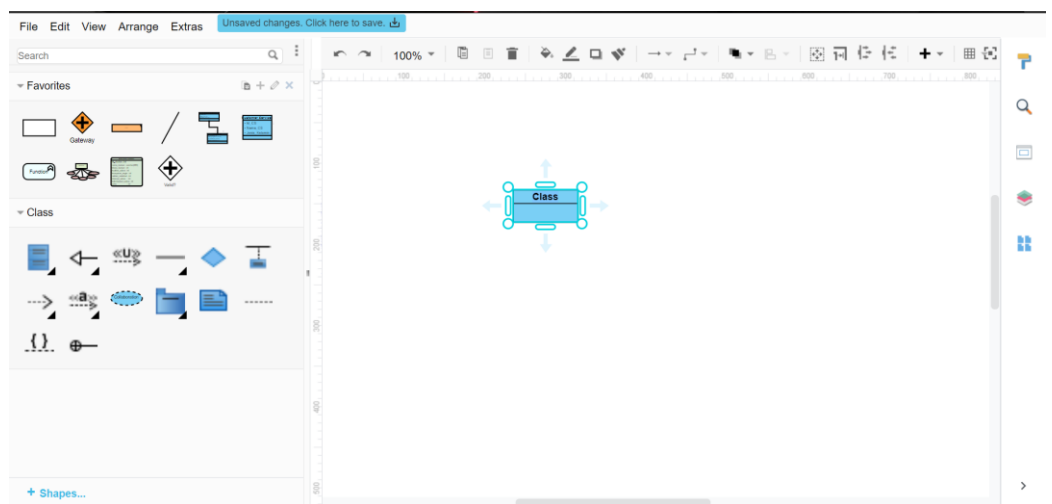 File Edit View Arrange Extras Unsaved changes. Click here to save.
Search
100%
100 200 300 400 500 600 700 800
Favorites
Gateway
Function
100
Class
Class
200
«U»
«a»
Collaboration
300
{ }
400
+ Shapes...
500